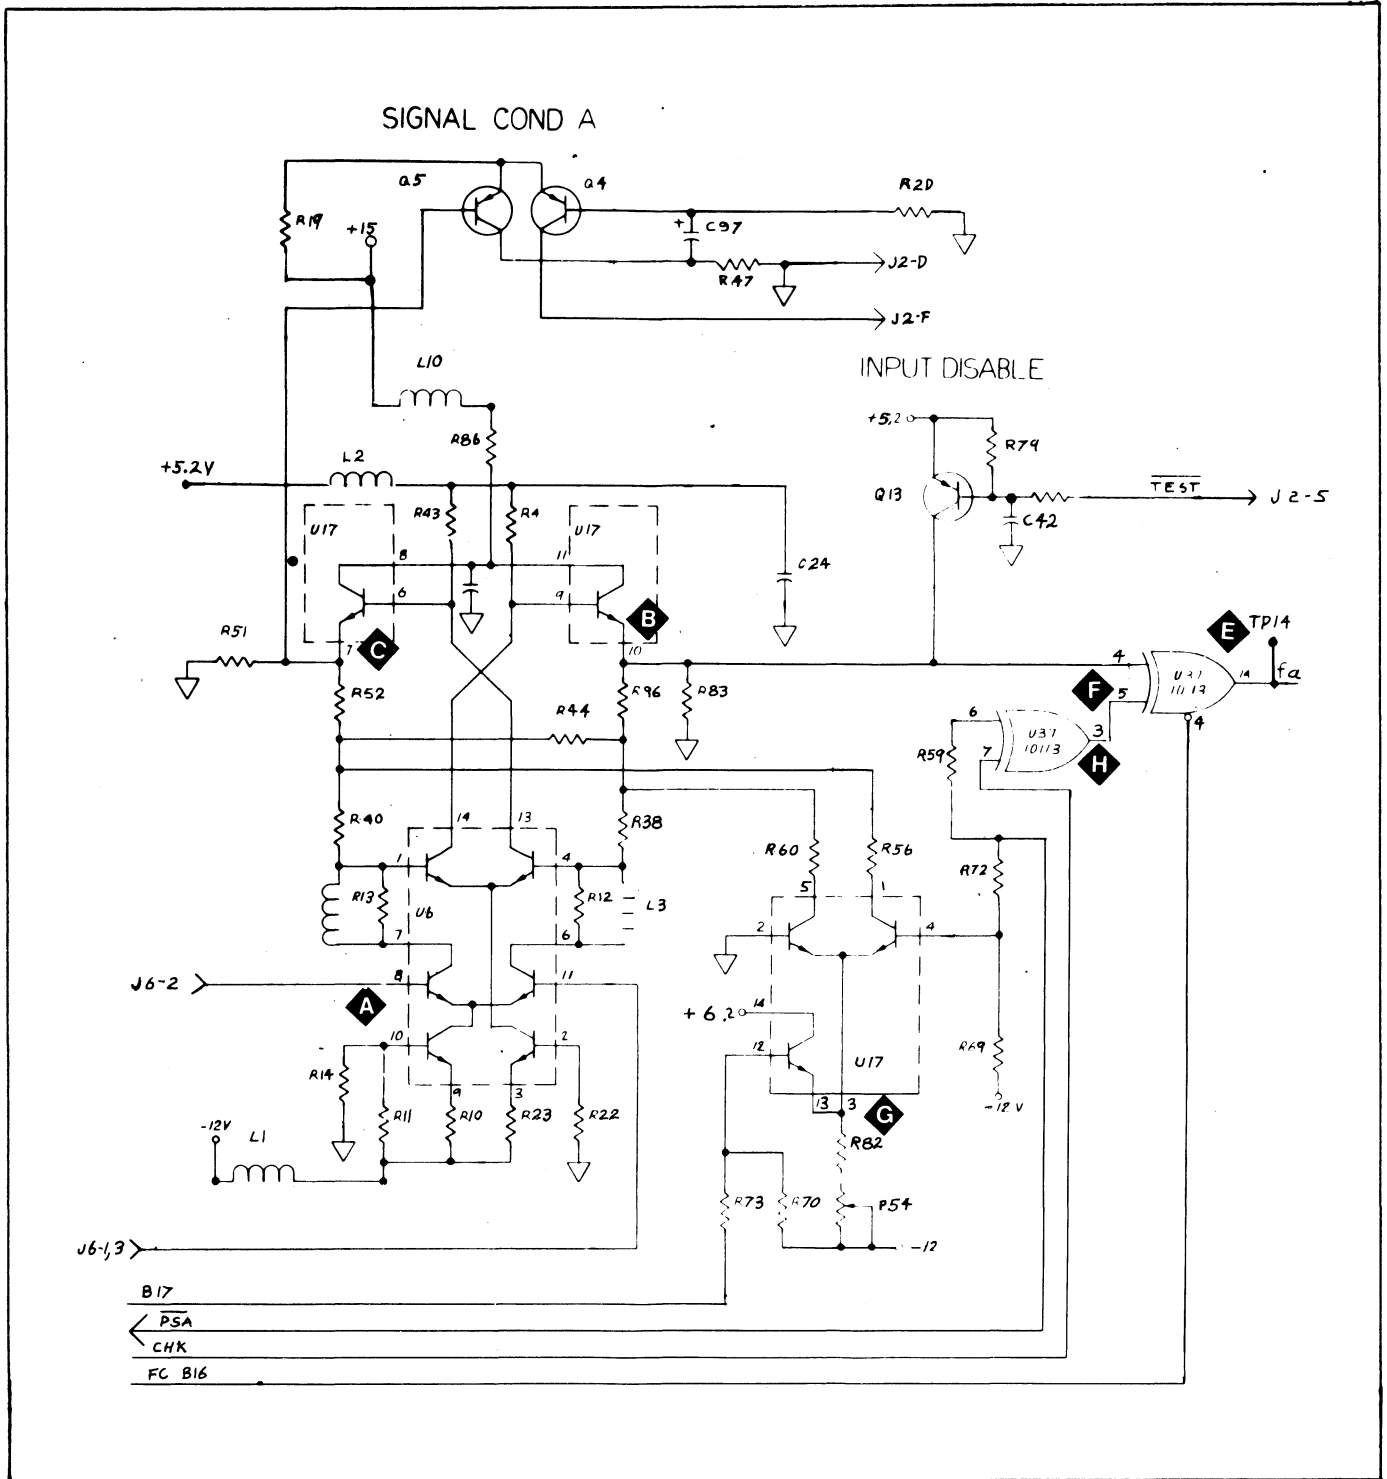 SIGNAL COND A
Q5
Q4
R20
R19
+15
+
C97
J2-D
R47
J2-F
L10
INPUT DISABLE
+5.2
R79
R86
L2
+5.2V
Q13
TEST
J2-5
C42
U17
R43
R4
U17
8
11
C24
6
9
B
E
TP14
R51
C
7
10
4
14
fa
U37
F
5
R52
R96
R83
R44
6
3
4
U37
10113
R59
7
H
R40
14
13
R38
R60
R56
R72
1
4
5
1
R13
U6
R12
L3
2
4
7
6
J6-2
8
11
A
+6.2
14
10
2
12
U17
R69
R14
9
3
13
3
G
-12V
R11
R10
R23
R22
-12V
L1
R82
R73
R70
-12
J6-1,3
B17
PSA
CHK
FC B16